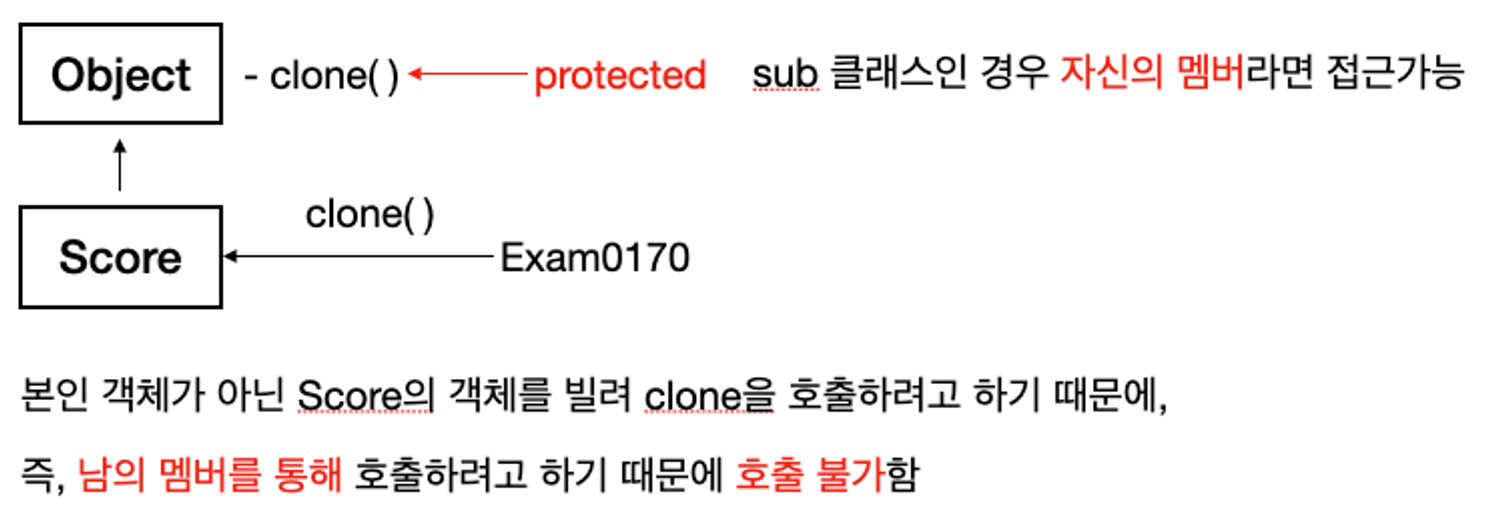 Object - clone( ) protected sub 클래스인 경우 자신의 멤버라면 접근가능
clone( )
Score Exam0170
본인 객체가 아닌 Score의 객체를 빌려 clone을 호출하려고 하기 때문에,
즉, 남의 멤버를 통해 호출하려고 하기 때문에 호출 불가함